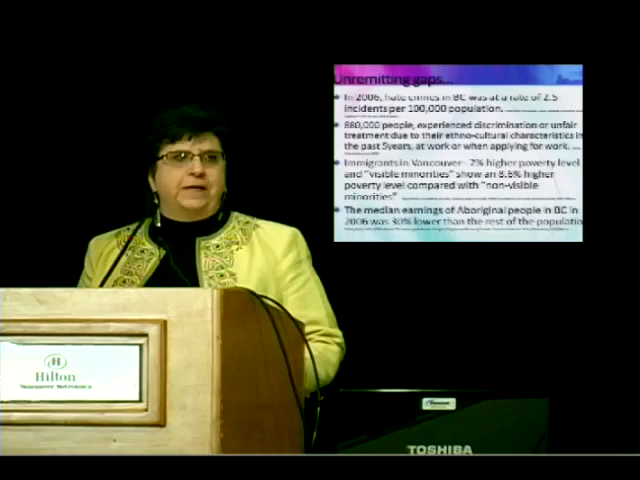 Unremitting gaps...
In 2006, hate crimes in BC was at a rate of 2.5
incidents per 100,000 population.
880,000 people, experienced discrimination or unfair
treatment due to their ethno-cultural characteristics in
the past 5years, at work or when applying for work.
Immigrants in Vancouver - 7% higher poverty level
and "visible minorities" show an 8.6% higher
poverty level compared with "non-visible
minorities"
The median earnings of Aboriginal people in BC in
2006 was 30% lower than the rest of the populatio
H
Hilton
TOSHIBA